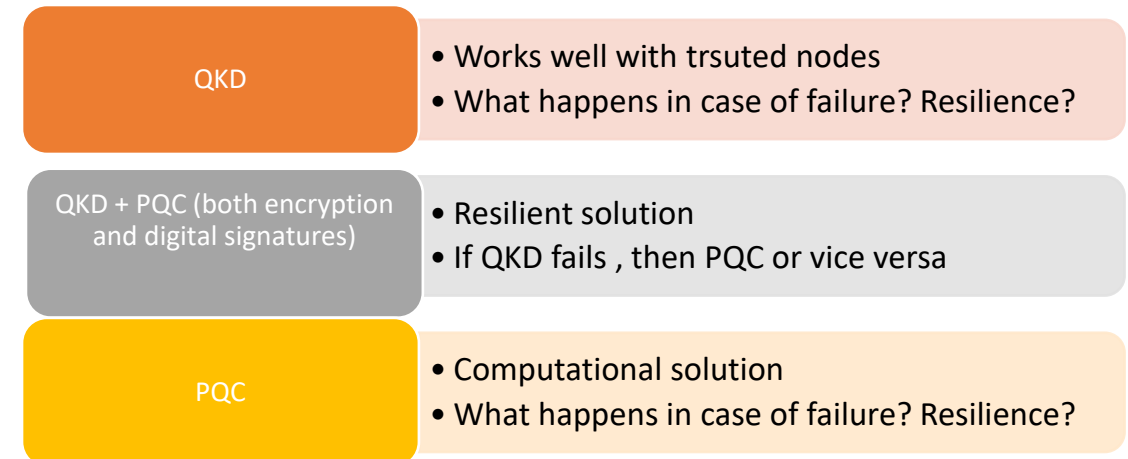 QKD
• Works well with trsuted nodes
• What happens in case of failure? Resilience?
QKD + PQC (both encryption
and digital signatures)
• Resilient solution
• If QKD fails , then PQC or vice versa
PQC
• Computational solution
• What happens in case of failure? Resilience?